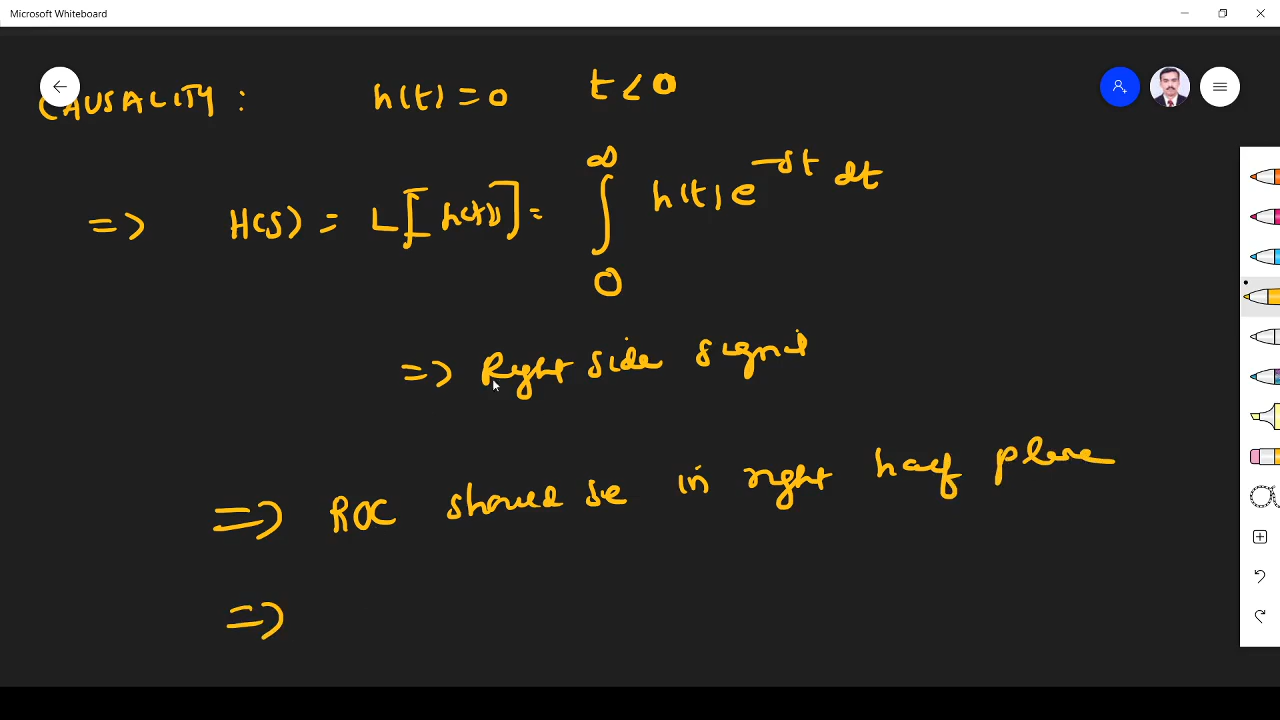 Microsoft Whiteboard
CAUSALITY : h(t) = 0 t < 0
=> H(s) = L[h(t)] = ∫₀^∞ h(t) e^{-st} dt
=> Right side signal
=> ROC should be in right half plane
=>